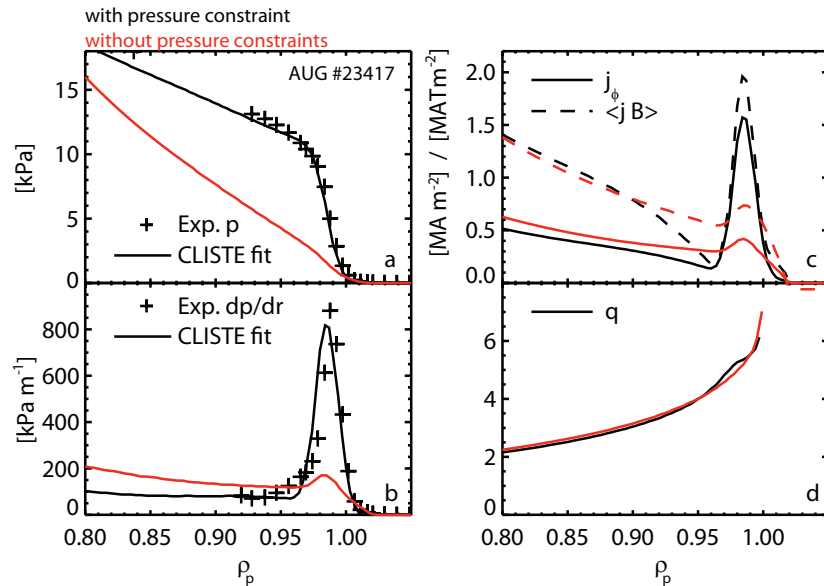 with pressure constraint
without pressure constraints
AUG #23417
15
10
5
0
[kPa]
Exp. p
CLISTE fit
a
800
600
400
200
0
[kPa m-1]
Exp. dp/dr
CLISTE fit
b
0.80 0.85 0.90 0.95 1.00
ρp
2.0
1.5
1.0
0.5
0.0
[MA m-2] / [MATm-2]
jϕ
<j B>
c
6
4
2
0
q
d
0.80 0.85 0.90 0.95 1.00
ρp